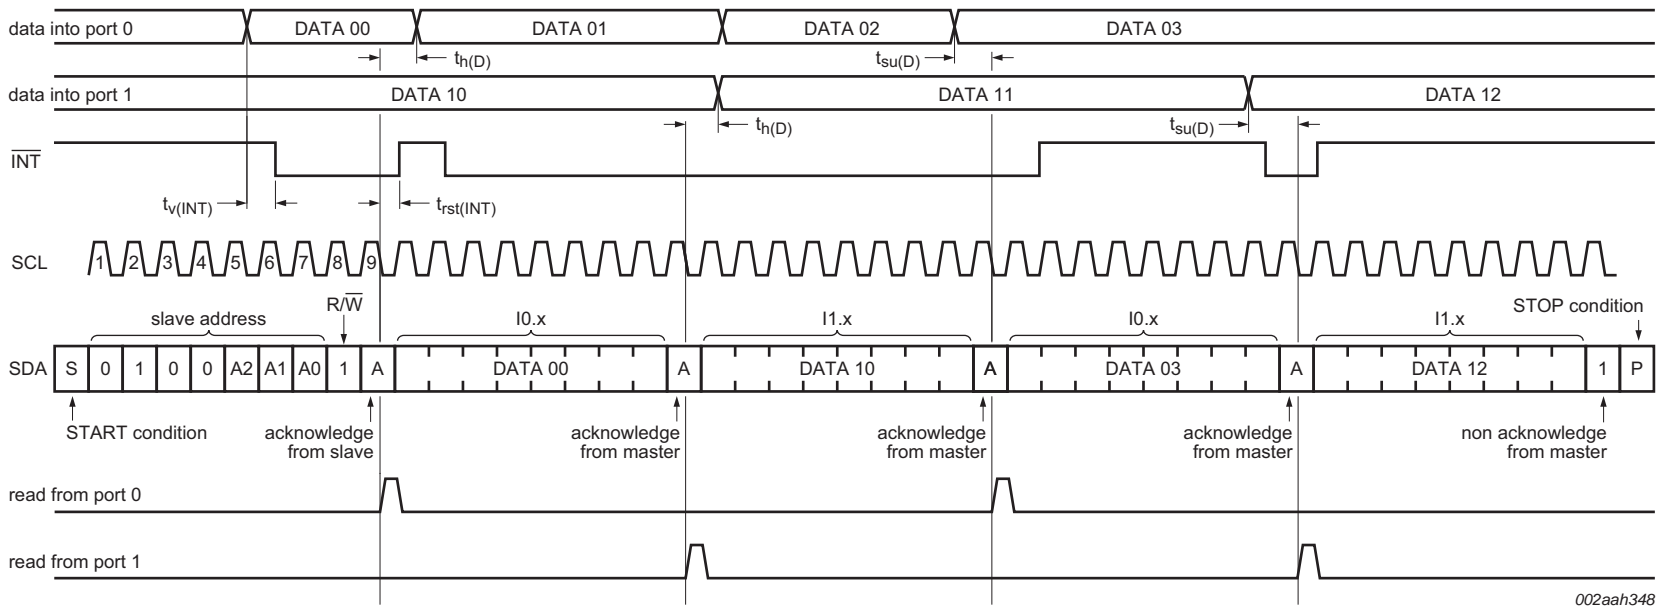 data into port 0 DATA 00 DATA 01 DATA 02 DATA 03
th(D) tsu(D)
data into port 1 DATA 10 DATA 11 DATA 12
th(D) tsu(D)
INT
tv(INT) trst(INT)
SCL 1 2 3 4 5 6 7 8 9
R/W STOP condition
slave address I0.x I1.x I0.x I1.x
SDA S 0 1 0 0 A2 A1 A0 1 A DATA 00 A DATA 10 A DATA 03 A DATA 12 1 P
START condition acknowledge acknowledge acknowledge acknowledge non acknowledge
from slave from master from master from master from master
read from port 0
read from port 1
002aah348